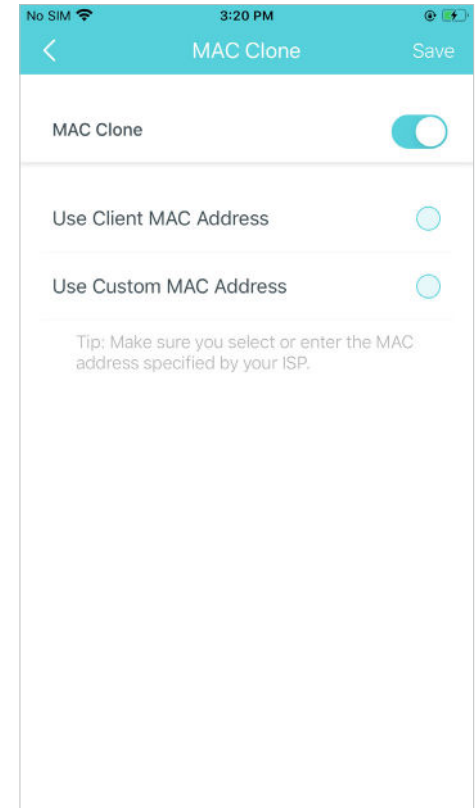 No SIM 3:20 PM
MAC Clone Save
MAC Clone
Use Client MAC Address
Use Custom MAC Address
Tip: Make sure you select or enter the MAC
address specified by your ISP.